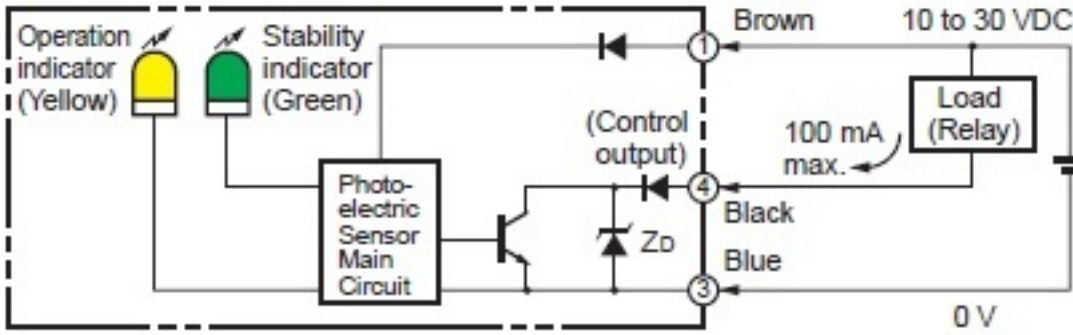 Operation
indicator
(Yellow)
Stability
indicator
(Green)
Brown
10 to 30 VDC
1
Load
(Relay)
(Control
output)
100 mA
max.
4
Black
Photo-
electric
Sensor
Main
Circuit
ZD
Blue
3
0 V